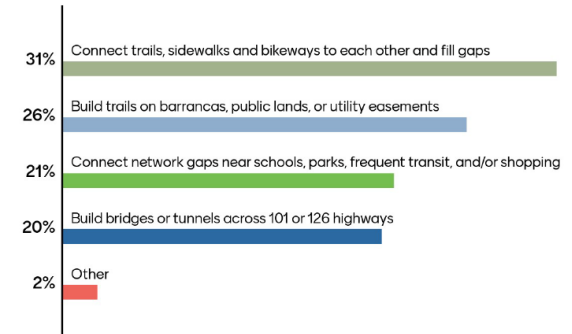 Connect trails, sidewalks and bikeways to each other and fill gaps
31%
Build trails on barrancas, public lands, or utility easements
26%
Connect network gaps near schools, parks, frequent transit, and/or shopping
21%
Build bridges or tunnels across 101 or 126 highways
20%
Other
2%